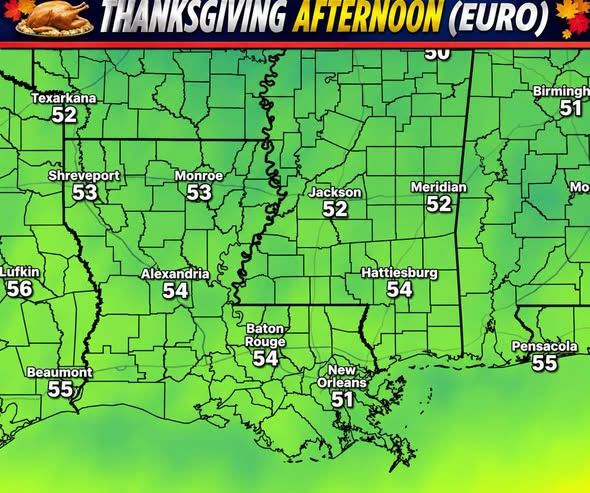 THANKSGIVING AFTERNOON (EURO)
50
Texarkana
52
51
Shreveport
53
Monroe
53
Jackson
52
Meridian
52
Lufkin
56
Alexandria
54
Hattiesburg
54
Baton
Rouge
54
Pensacola
55
Beaumont
55
New
Orleans
51